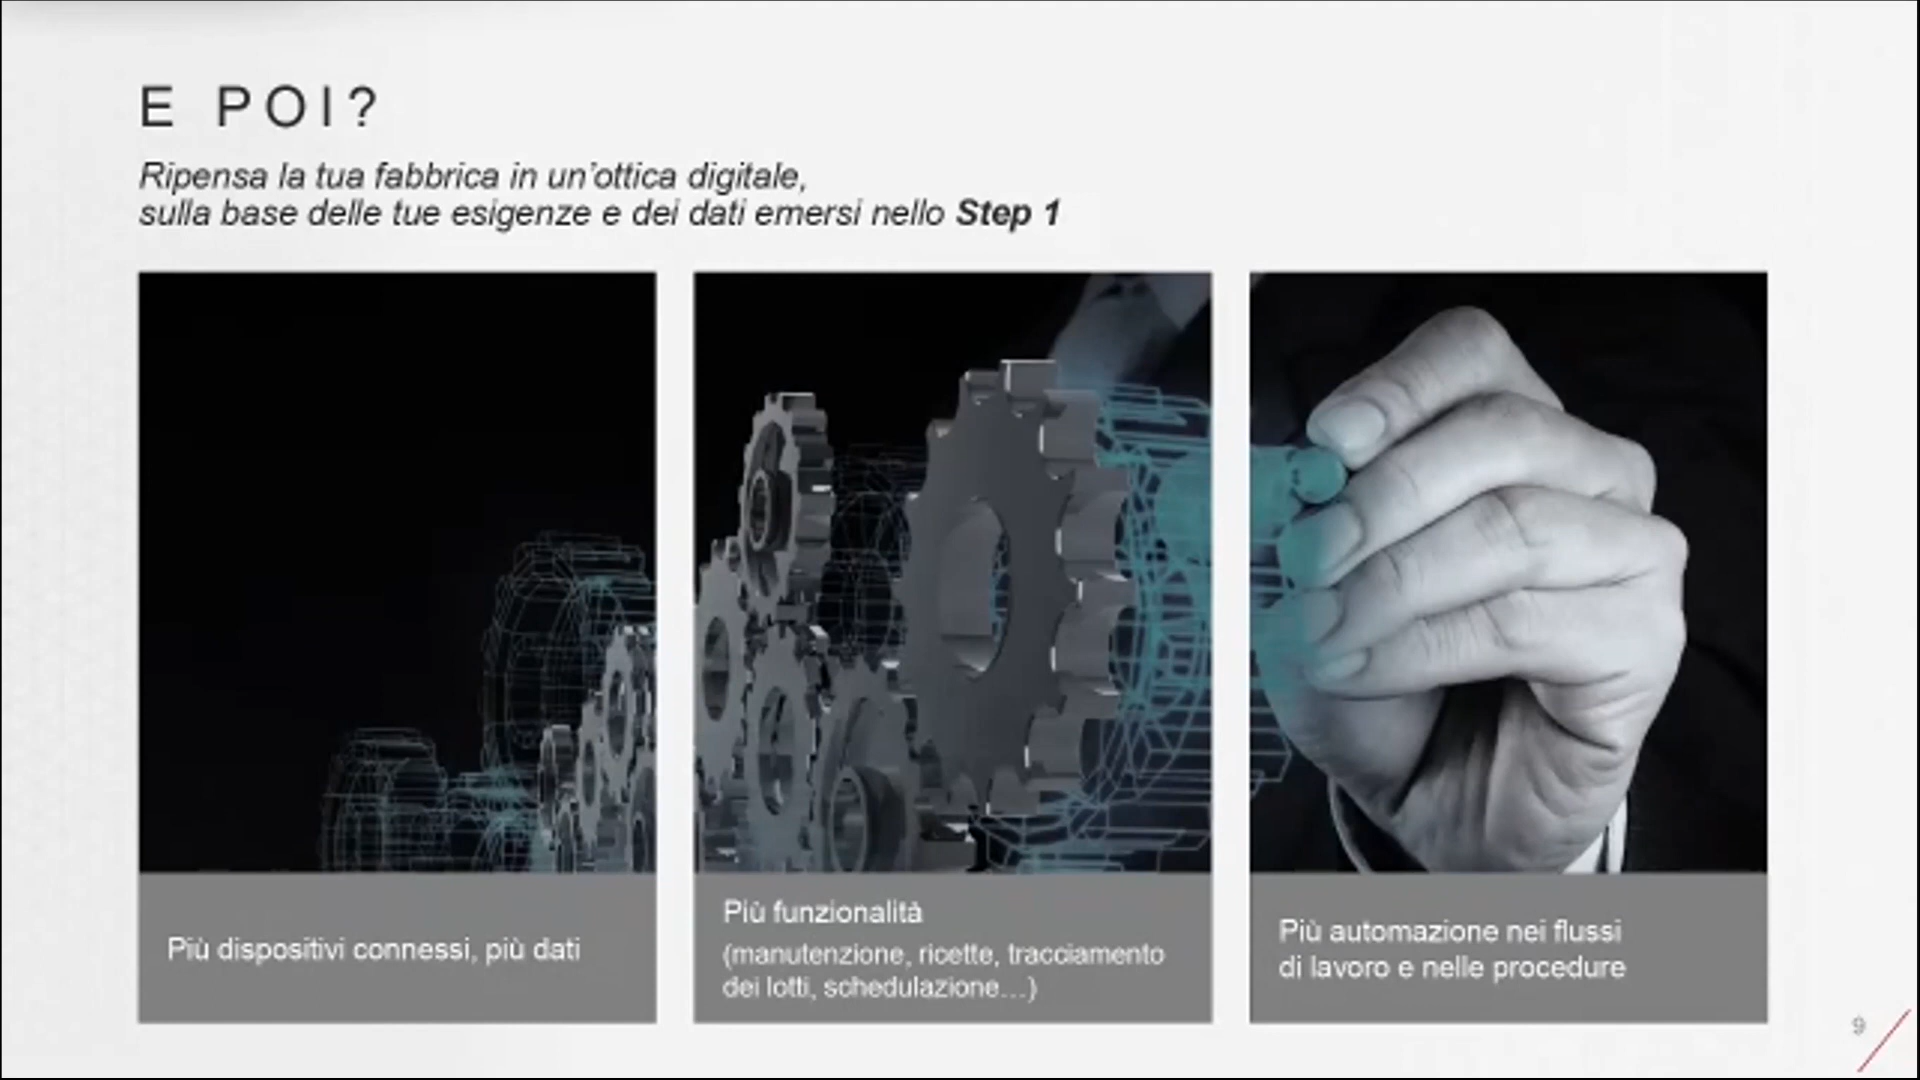 E POI?
Ripensa la tua fabbrica in un'ottica digitale,
sulla base delle tue esigenze e dei dati emersi nello Step 1
Più dispositivi connessi, più dati
Più funzionalità
(manutenzione, ricette, tracciamento
dei lotti, schedulazione...)
Più automazione nei flussi
di lavoro e nelle procedure
9